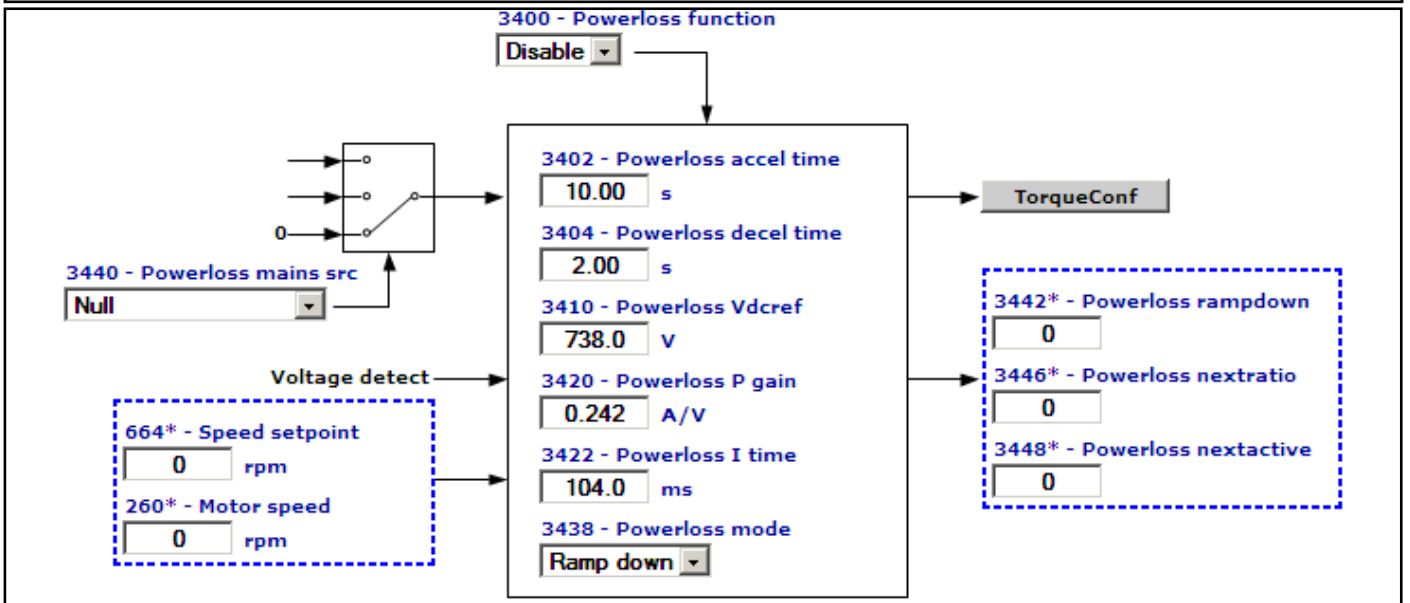 3400 - Powerloss function
Disable
3402 - Powerloss accel time
10.00 s
3404 - Powerloss decel time
2.00 s
3410 - Powerloss Vdcref
738.0 V
3420 - Powerloss P gain
0.242 A/V
3422 - Powerloss I time
104.0 ms
3438 - Powerloss mode
Ramp down
0
3440 - Powerloss mains src
Null
Voltage detect
664* - Speed setpoint
0 rpm
260* - Motor speed
0 rpm
TorqueConf
3442* - Powerloss rampdown
0
3446* - Powerloss nextratio
0
3448* - Powerloss nextactive
0